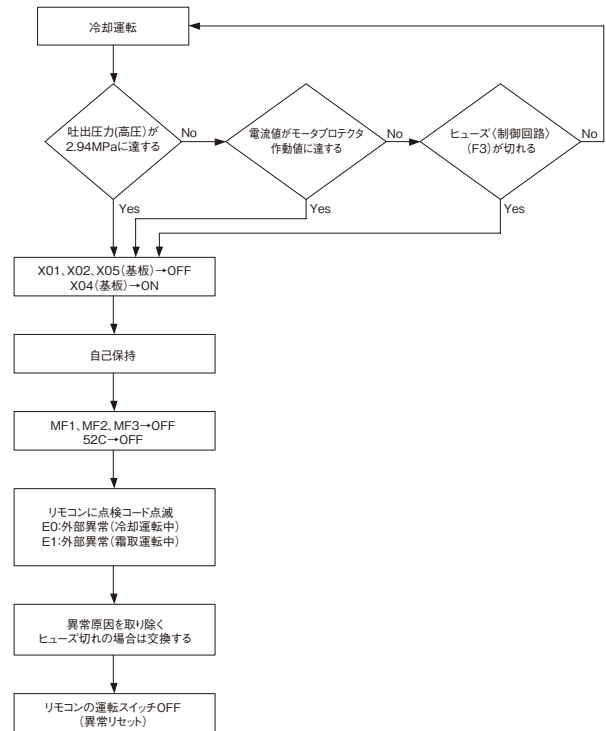 冷却運転
吐出圧力(高圧)が
2.94MPaに達する
No
電流値がモータプロテクタ
作動値に達する
No
ヒューズ〈制御回路〉
(F3)が切れる
No
Yes
Yes
Yes
X01、X02、X05(基板)→OFF
X04(基板)→ON
自己保持
MF1、MF2、MF3→OFF
52C→OFF
リモコンに点検コード点滅
E0:外部異常(冷却運転中)
E1:外部異常(霜取運転中)
異常原因を取り除く
ヒューズ切れの場合は交換する
リモコンの運転スイッチOFF
(異常リセット)